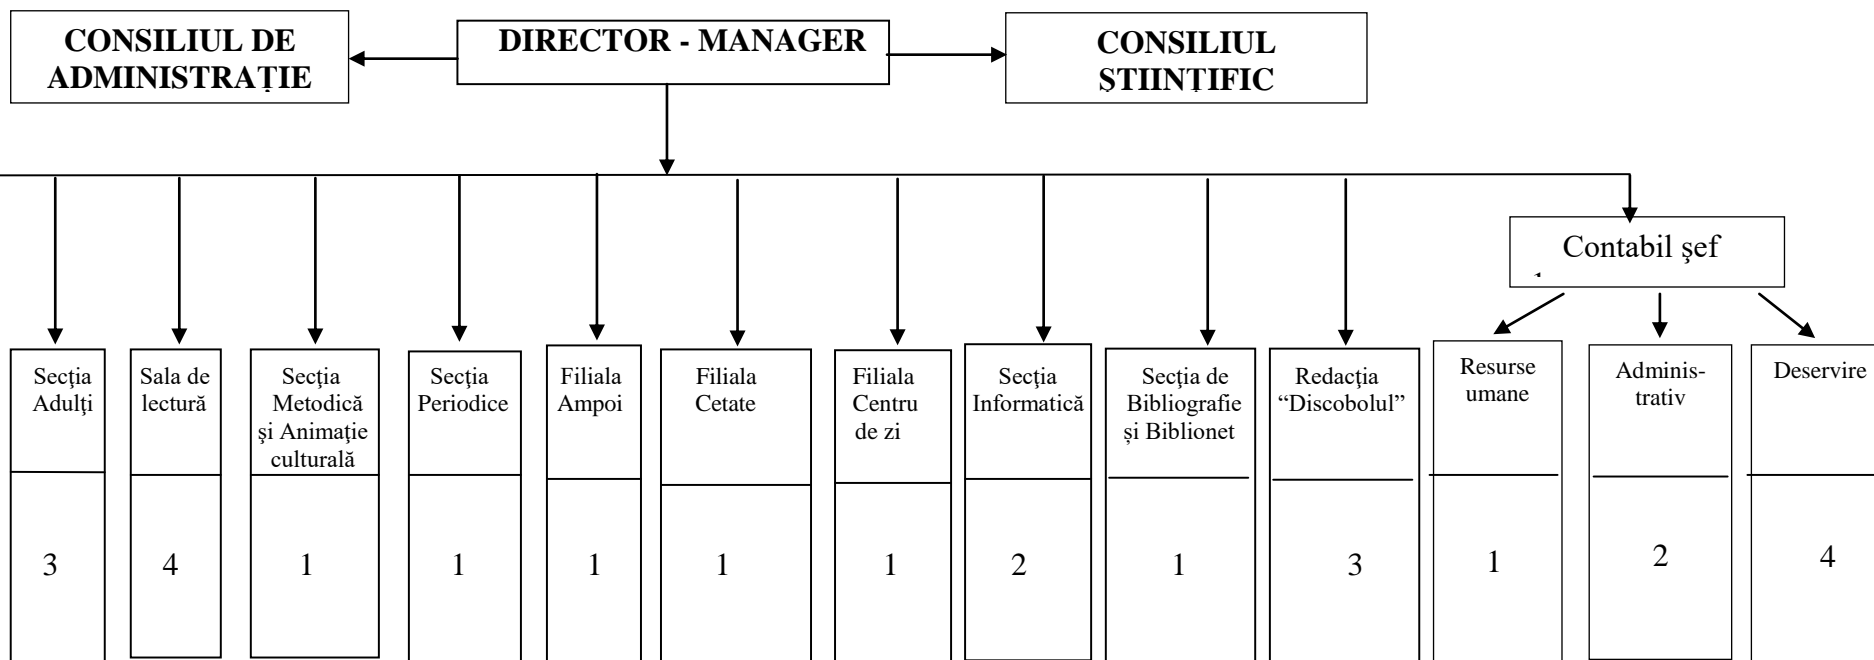 CONSILIUL DE
ADMINISTRAȚIE
DIRECTOR - MANAGER
CONSILIUL
ȘTIINȚIFIC
Contabil şef
Secţia
Adulţi
3
Sala de
lectură
4
Secţia
Metodică
şi Animaţie
culturală
1
Secţia
Periodice
1
Filiala
Ampoi
1
Filiala
Cetate
1
Filiala
Centru
de zi
1
Secţia
Informatică
2
Secţia de
Bibliografie
și Biblionet
1
Redacţia
“Discobolul”
3
Resurse
umane
1
Adminis-
trativ
2
Deservire
4